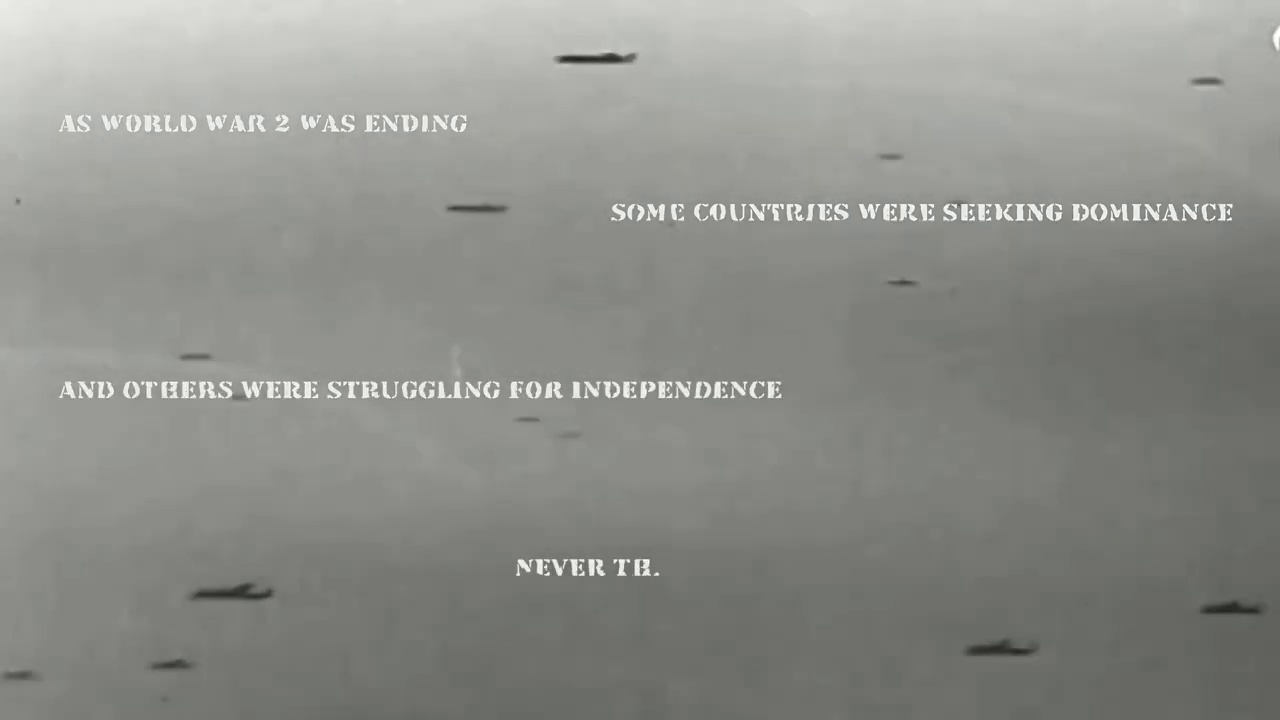 AS WORLD WAR 2 WAS ENDING
SOME COUNTRIES WERE SEEKING DOMINANCE
AND OTHERS WERE STRUGGLING FOR INDEPENDENCE
NEVER TH.